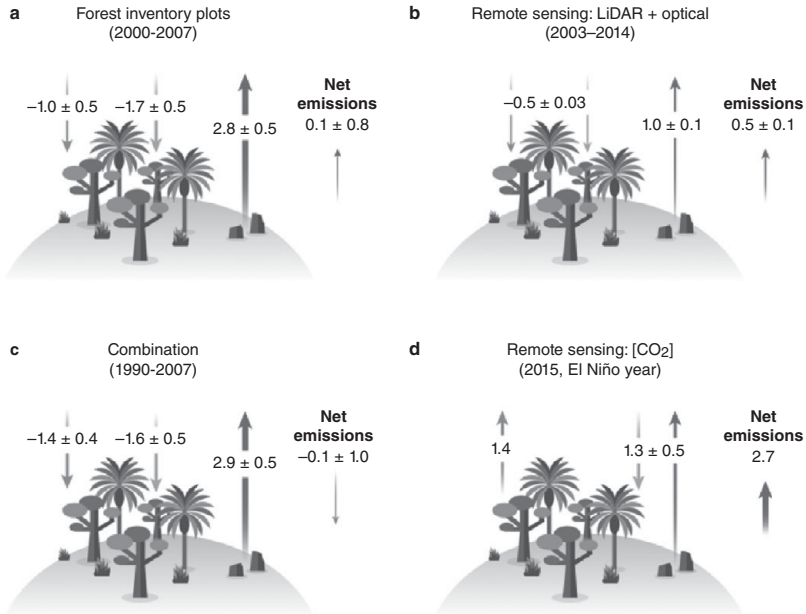 a
Forest inventory plots
(2000-2007)
–1.0 ± 0.5 –1.7 ± 0.5
2.8 ± 0.5
Net
emissions
0.1 ± 0.8
b
Remote sensing: LiDAR + optical
(2003–2014)
–0.5 ± 0.03
1.0 ± 0.1
Net
emissions
0.5 ± 0.1
c
Combination
(1990-2007)
–1.4 ± 0.4 –1.6 ± 0.5
2.9 ± 0.5
Net
emissions
–0.1 ± 1.0
d
Remote sensing: [CO₂]
(2015, El Niño year)
1.4
1.3 ± 0.5
Net
emissions
2.7